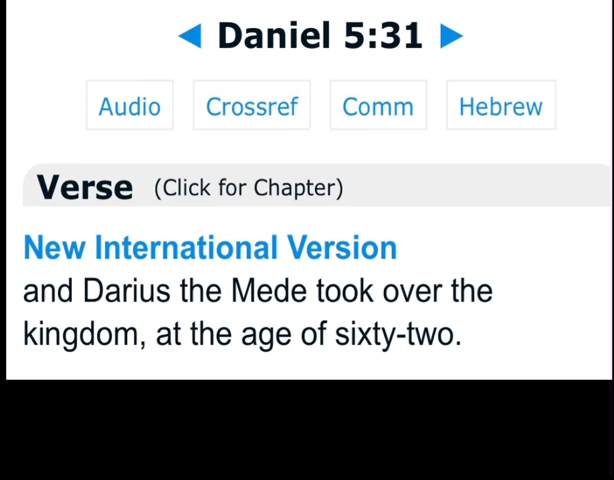 Daniel 5:31
Audio Crossref Comm Hebrew
Verse (Click for Chapter)
New International Version
and Darius the Mede took over the
kingdom, at the age of sixty-two.